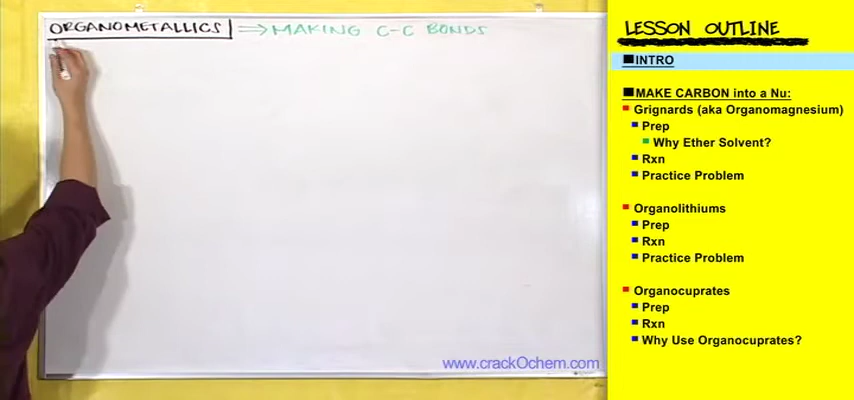 ORGANOMETALLICS ⇒ MAKING C-C BONDS
www.crackOchem.com
LESSON OUTLINE
INTRO
MAKE CARBON into a Nu:
Grignards (aka Organomagnesium)
Prep
Why Ether Solvent?
Rxn
Practice Problem
Organolithiums
Prep
Rxn
Practice Problem
Organocuprates
Prep
Rxn
Why Use Organocuprates?